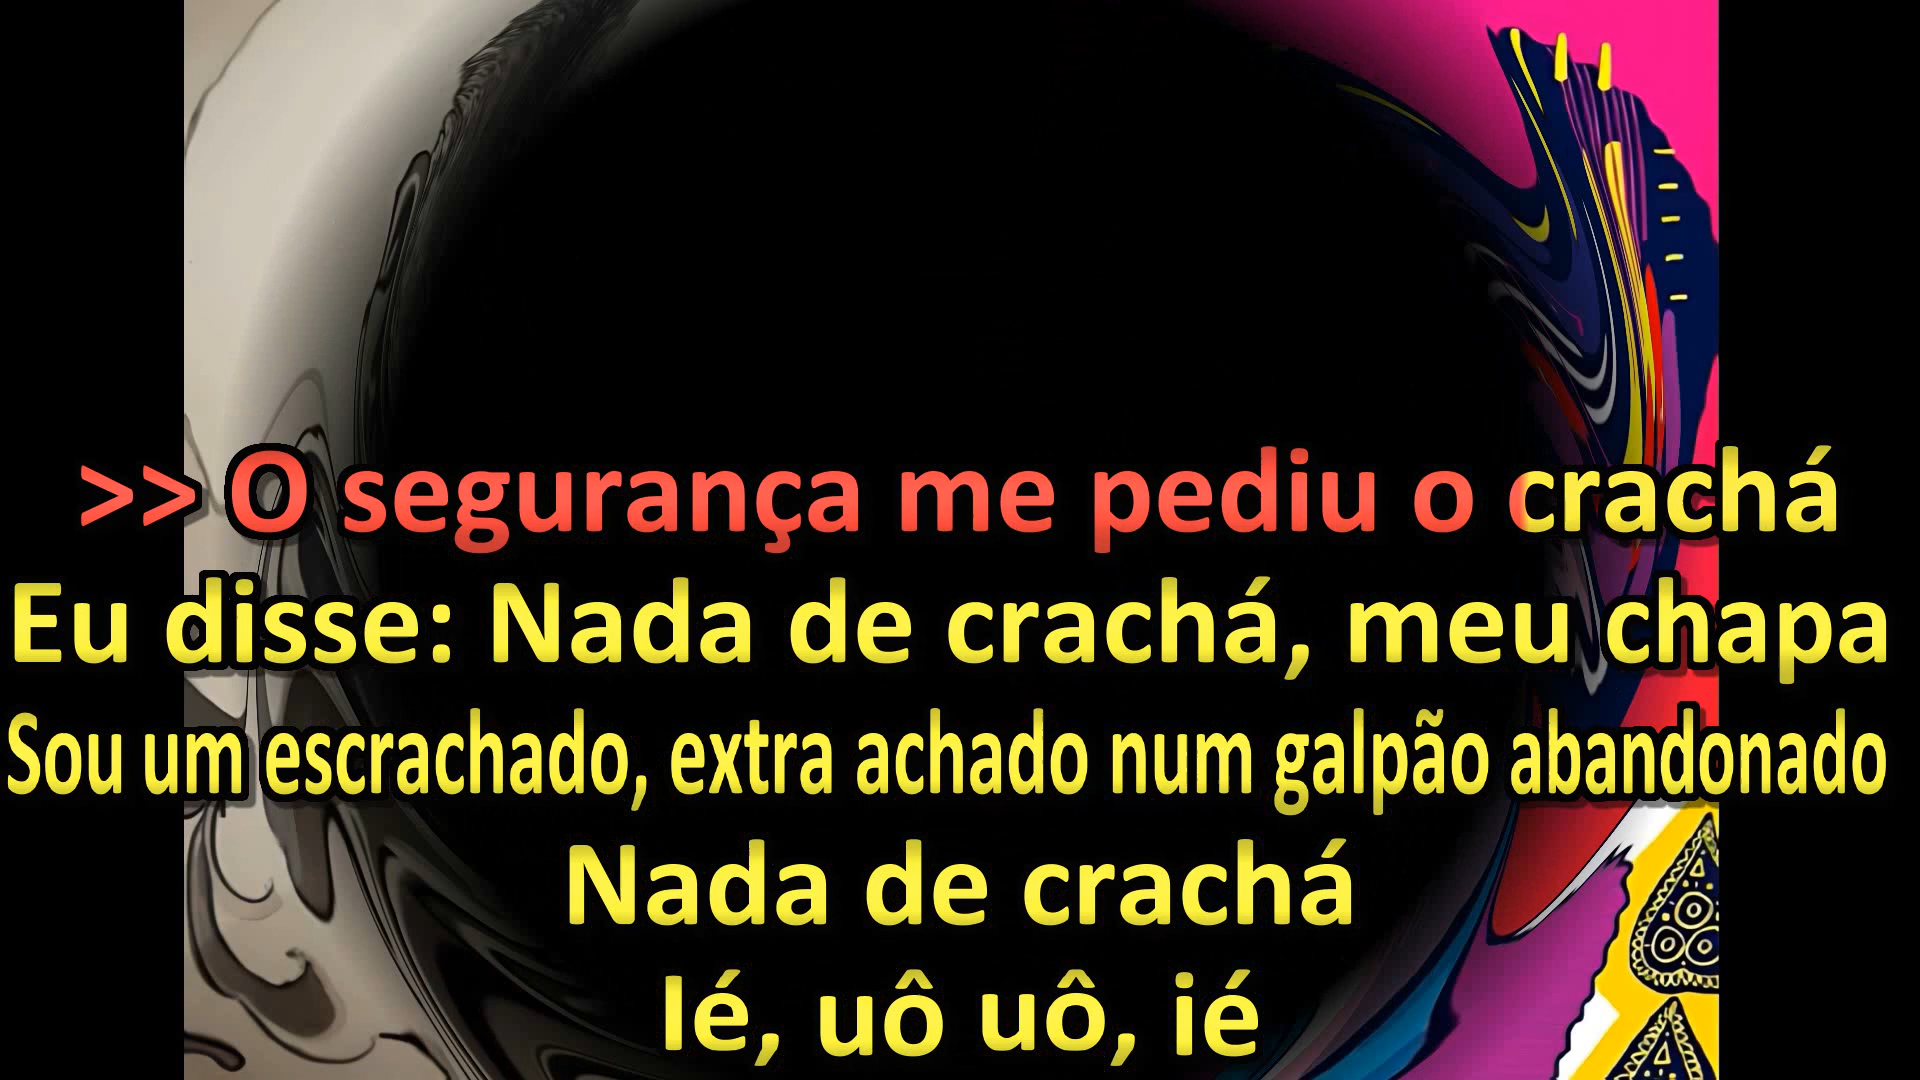 >> O segurança me pediu o crachá
Eu disse: Nada de crachá, meu chapa
Sou um escrachado, extra achado num galpão abandonado
Nada de crachá
Ié, uô uô, ié